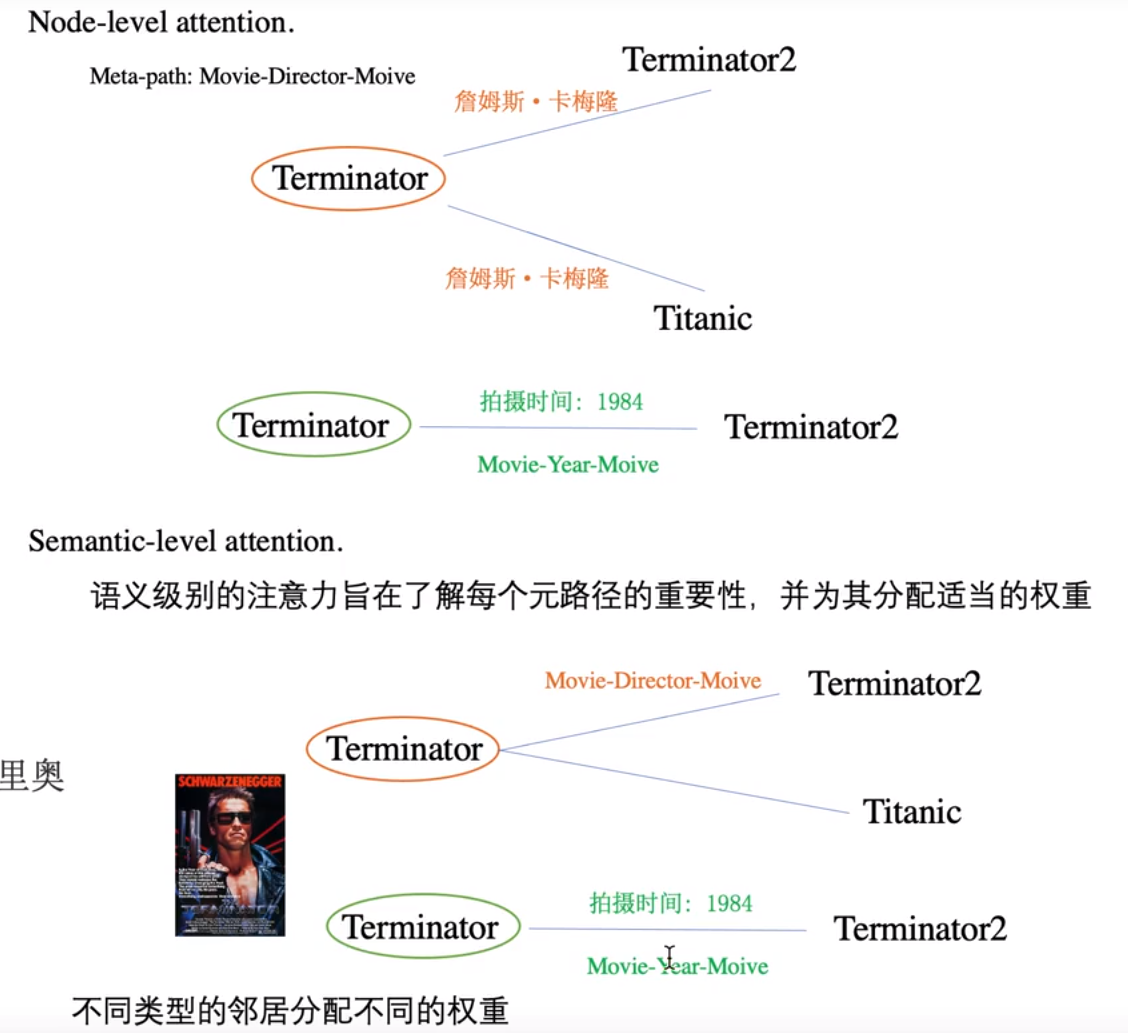 Node-level attention.
Terminator2
Meta-path: Movie-Director-Moive
詹姆斯·卡梅隆
Terminator
詹姆斯·卡梅隆
Titanic
拍摄时间：1984
Terminator
Terminator2
Movie-Year-Moive
Semantic-level attention.
语义级别的注意力旨在了解每个元路径的重要性，并为其分配适当的权重
Movie-Director-Moive
Terminator2
Terminator
里奥
SCHWARZENEGGER
Titanic
拍摄时间：1984
Terminator
Terminator2
Movie-Year-Moive
不同类型的邻居分配不同的权重